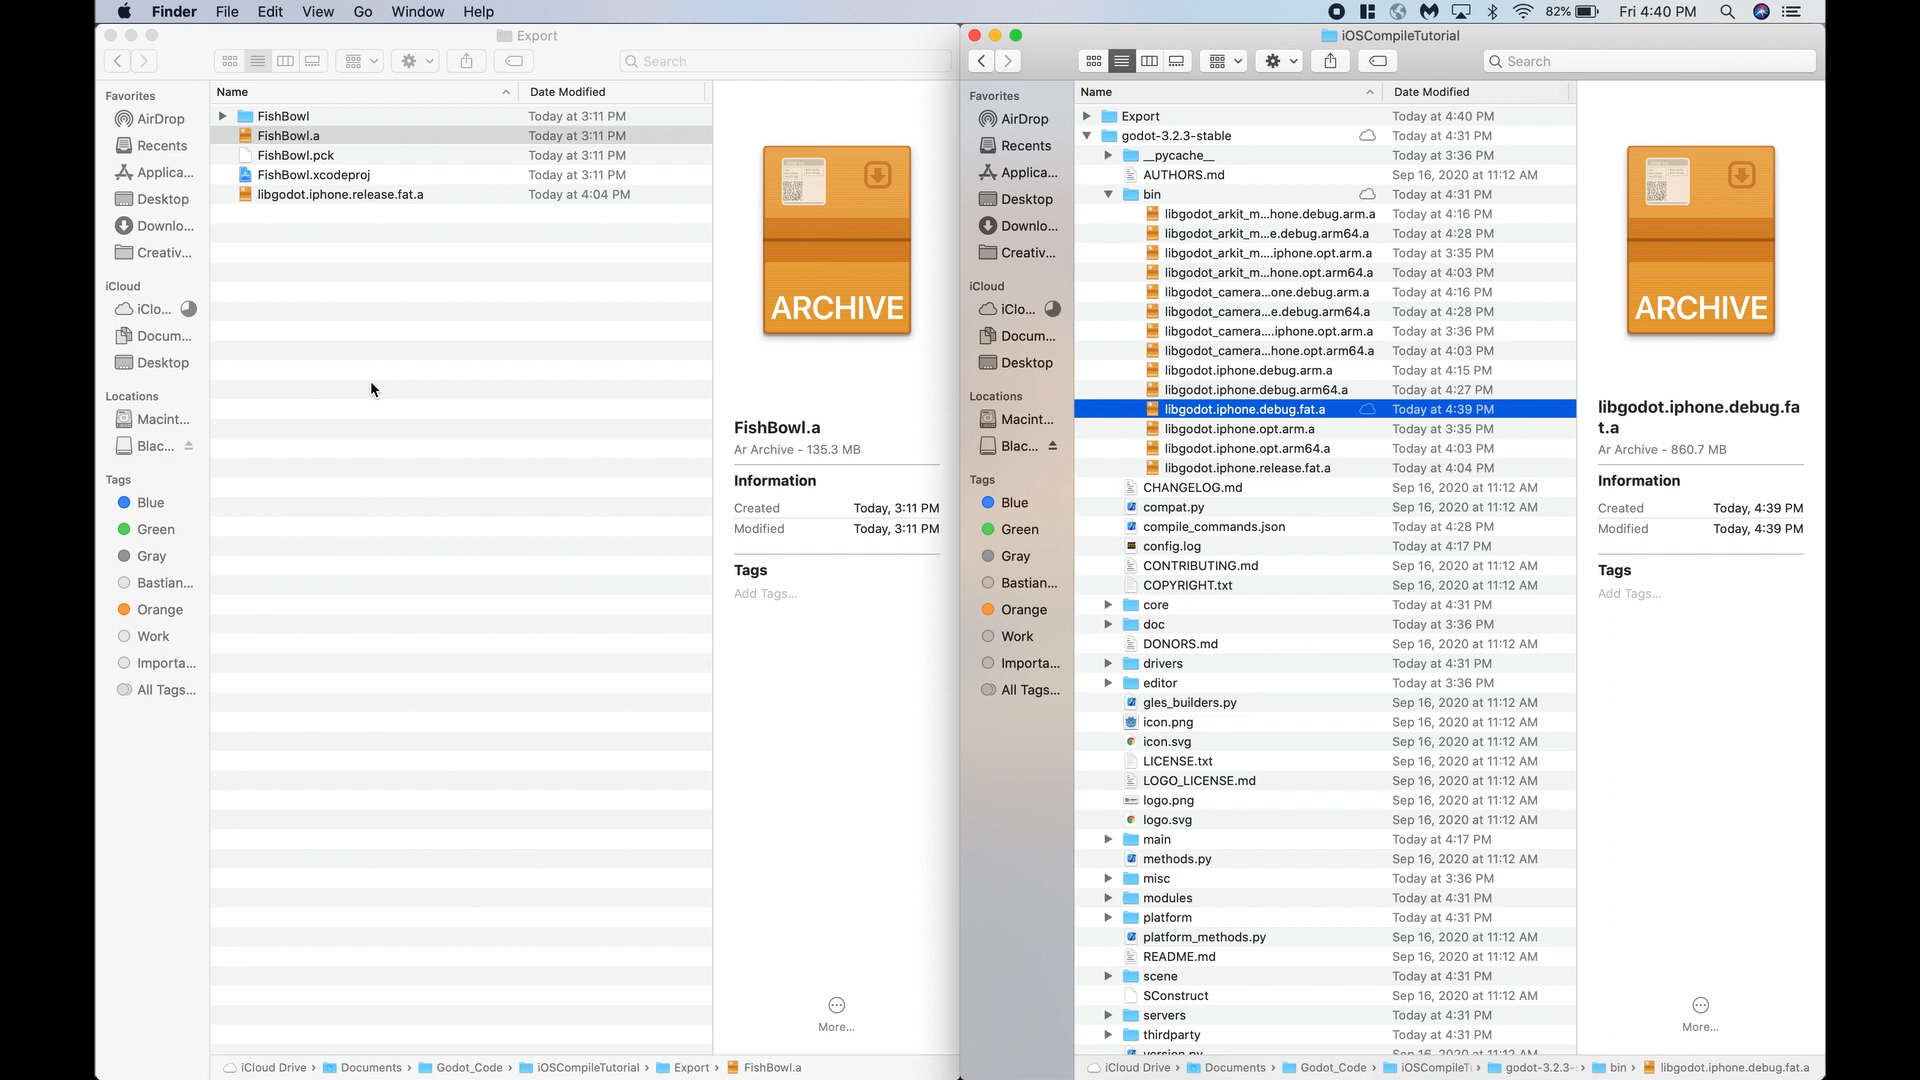 Finder File Edit View Go Window Help
82% Fri 4:40 PM
Export
Search
Favorites
AirDrop
Recents
Applica...
Desktop
Downlo...
Creativ...
iCloud
iClo...
Docum...
Desktop
Locations
Macint...
Blac...
Tags
Blue
Green
Gray
Bastian...
Orange
Work
Importa...
All Tags...
Name Date Modified
FishBowl Today at 3:11 PM
FishBowl.a Today at 3:11 PM
FishBowl.pck Today at 3:11 PM
FishBowl.xcodeproj Today at 3:11 PM
libgodot.iphone.release.fat.a Today at 4:04 PM
ARCHIVE
FishBowl.a
Ar Archive - 135.3 MB
Information
Created Today, 3:11 PM
Modified Today, 3:11 PM
Tags
Add Tags...
More...
iCloud Drive › Documents › Godot_Code › iOSCompileTutorial › Export › FishBowl.a
iOSCompileTutorial
Search
Favorites
AirDrop
Recents
Applica...
Desktop
Downlo...
Creativ...
iCloud
iClo...
Docum...
Desktop
Locations
Macint...
Blac...
Tags
Blue
Green
Gray
Bastian...
Orange
Work
Importa...
All Tags...
Name Date Modified
Export Today at 4:40 PM
godot-3.2.3-stable Today at 4:31 PM
__pycache__ Today at 3:36 PM
AUTHORS.md Sep 16, 2020 at 11:12 AM
bin Today at 4:31 PM
libgodot_arkit_m...hone.debug.arm.a Today at 4:16 PM
libgodot_arkit_m...e.debug.arm64.a Today at 4:28 PM
libgodot_arkit_m....iphone.opt.arm.a Today at 3:35 PM
libgodot_arkit_m...hone.opt.arm64.a Today at 4:03 PM
libgodot_camera...one.debug.arm.a Today at 4:16 PM
libgodot_camera...e.debug.arm64.a Today at 4:28 PM
libgodot_camera....iphone.opt.arm.a Today at 3:36 PM
libgodot_camera...hone.opt.arm64.a Today at 4:03 PM
libgodot.iphone.debug.arm.a Today at 4:15 PM
libgodot.iphone.debug.arm64.a Today at 4:27 PM
libgodot.iphone.debug.fat.a Today at 4:39 PM
libgodot.iphone.opt.arm.a Today at 3:35 PM
libgodot.iphone.opt.arm64.a Today at 4:03 PM
libgodot.iphone.release.fat.a Today at 4:04 PM
CHANGELOG.md Sep 16, 2020 at 11:12 AM
compat.py Sep 16, 2020 at 11:12 AM
compile_commands.json Today at 4:28 PM
config.log Today at 4:17 PM
CONTRIBUTING.md Sep 16, 2020 at 11:12 AM
COPYRIGHT.txt Sep 16, 2020 at 11:12 AM
core Today at 4:31 PM
doc Today at 3:36 PM
DONORS.md Sep 16, 2020 at 11:12 AM
drivers Today at 4:31 PM
editor Today at 3:36 PM
gles_builders.py Sep 16, 2020 at 11:12 AM
icon.png Sep 16, 2020 at 11:12 AM
icon.svg Sep 16, 2020 at 11:12 AM
LICENSE.txt Sep 16, 2020 at 11:12 AM
LOGO_LICENSE.md Sep 16, 2020 at 11:12 AM
logo.png Sep 16, 2020 at 11:12 AM
logo.svg Sep 16, 2020 at 11:12 AM
main Today at 4:17 PM
methods.py Sep 16, 2020 at 11:12 AM
misc Today at 3:36 PM
modules Today at 4:31 PM
platform Today at 4:31 PM
platform_methods.py Sep 16, 2020 at 11:12 AM
README.md Sep 16, 2020 at 11:12 AM
scene Today at 4:31 PM
SConstruct Sep 16, 2020 at 11:12 AM
servers Today at 4:31 PM
thirdparty Today at 4:31 PM
version.py Sep 16, 2020 at 11:12 AM
ARCHIVE
libgodot.iphone.debug.fa
t.a
Ar Archive - 860.7 MB
Information
Created Today, 4:39 PM
Modified Today, 4:39 PM
Tags
Add Tags...
More...
iCloud Drive › Documents › Godot_Code › iOSCompileT › godot-3.2.3- › bin › libgodot.iphone.debug.fat.a